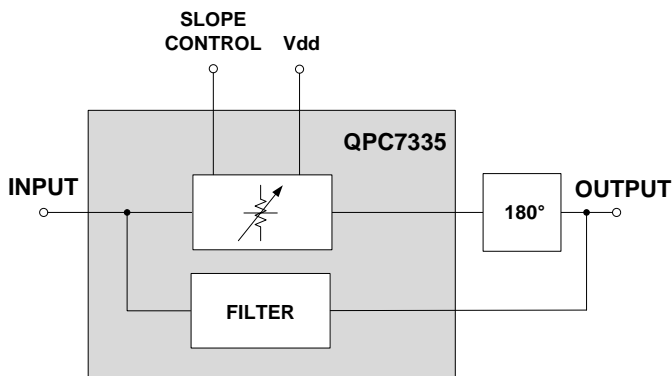 SLOPE
CONTROL
Vdd
QPC7335
INPUT
180°
OUTPUT
FILTER